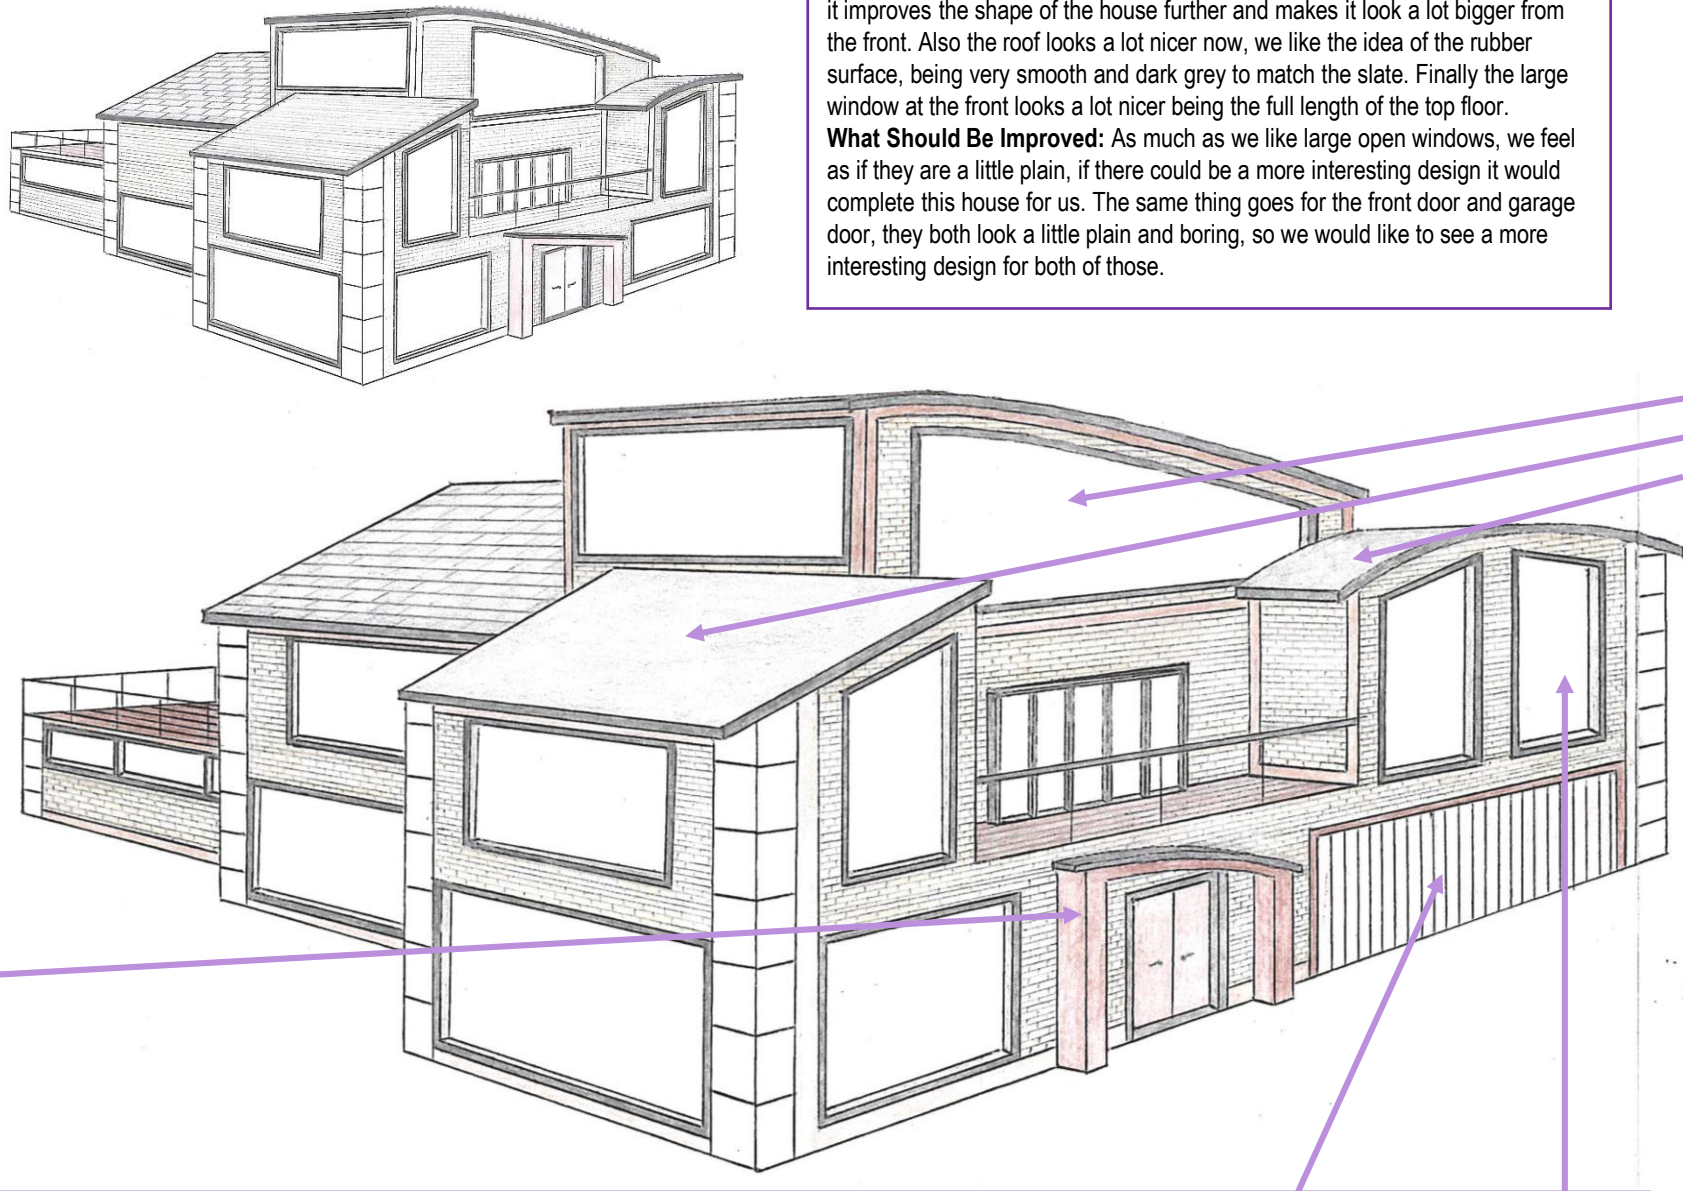 it improves the shape of the house further and makes it look a lot bigger from
the front. Also the roof looks a lot nicer now, we like the idea of the rubber
surface, being very smooth and dark grey to match the slate. Finally the large
window at the front looks a lot nicer being the full length of the top floor.
What Should Be Improved: As much as we like large open windows, we feel
as if they are a little plain, if there could be a more interesting design it would
complete this house for us. The same thing goes for the front door and garage
door, they both look a little plain and boring, so we would like to see a more
interesting design for both of those.